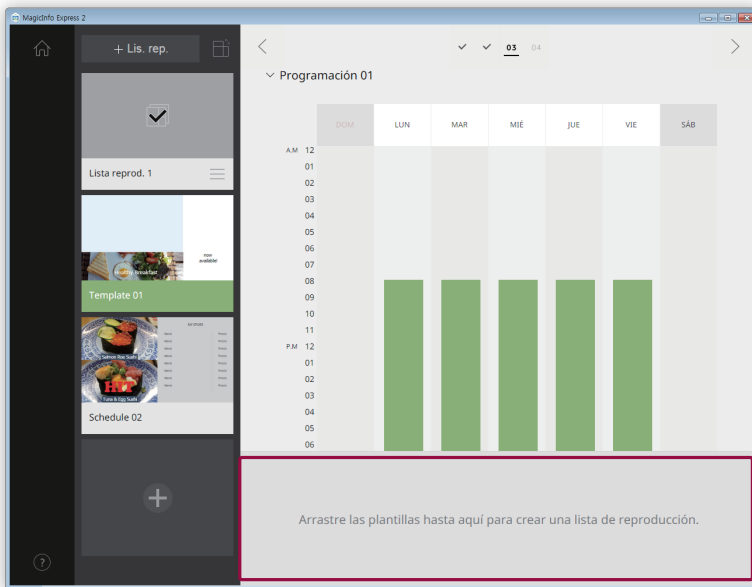 MagicInfo Express 2
+ Lis. rep.
03 04
Programación 01
DOM LUN MAR MIÉ JUE VIE SÁB
A.M 12
01
02
03
04
05
06
07
08
09
10
11
P.M 12
01
02
03
04
05
06
Lista reprod. 1
now
available!
Healthy Breakfast
Template 01
Salmon Roe Sushi
HIT
Tuna & Egg Sushi
Schedule 02
Arrastre las plantillas hasta aquí para crear una lista de reproducción.
?